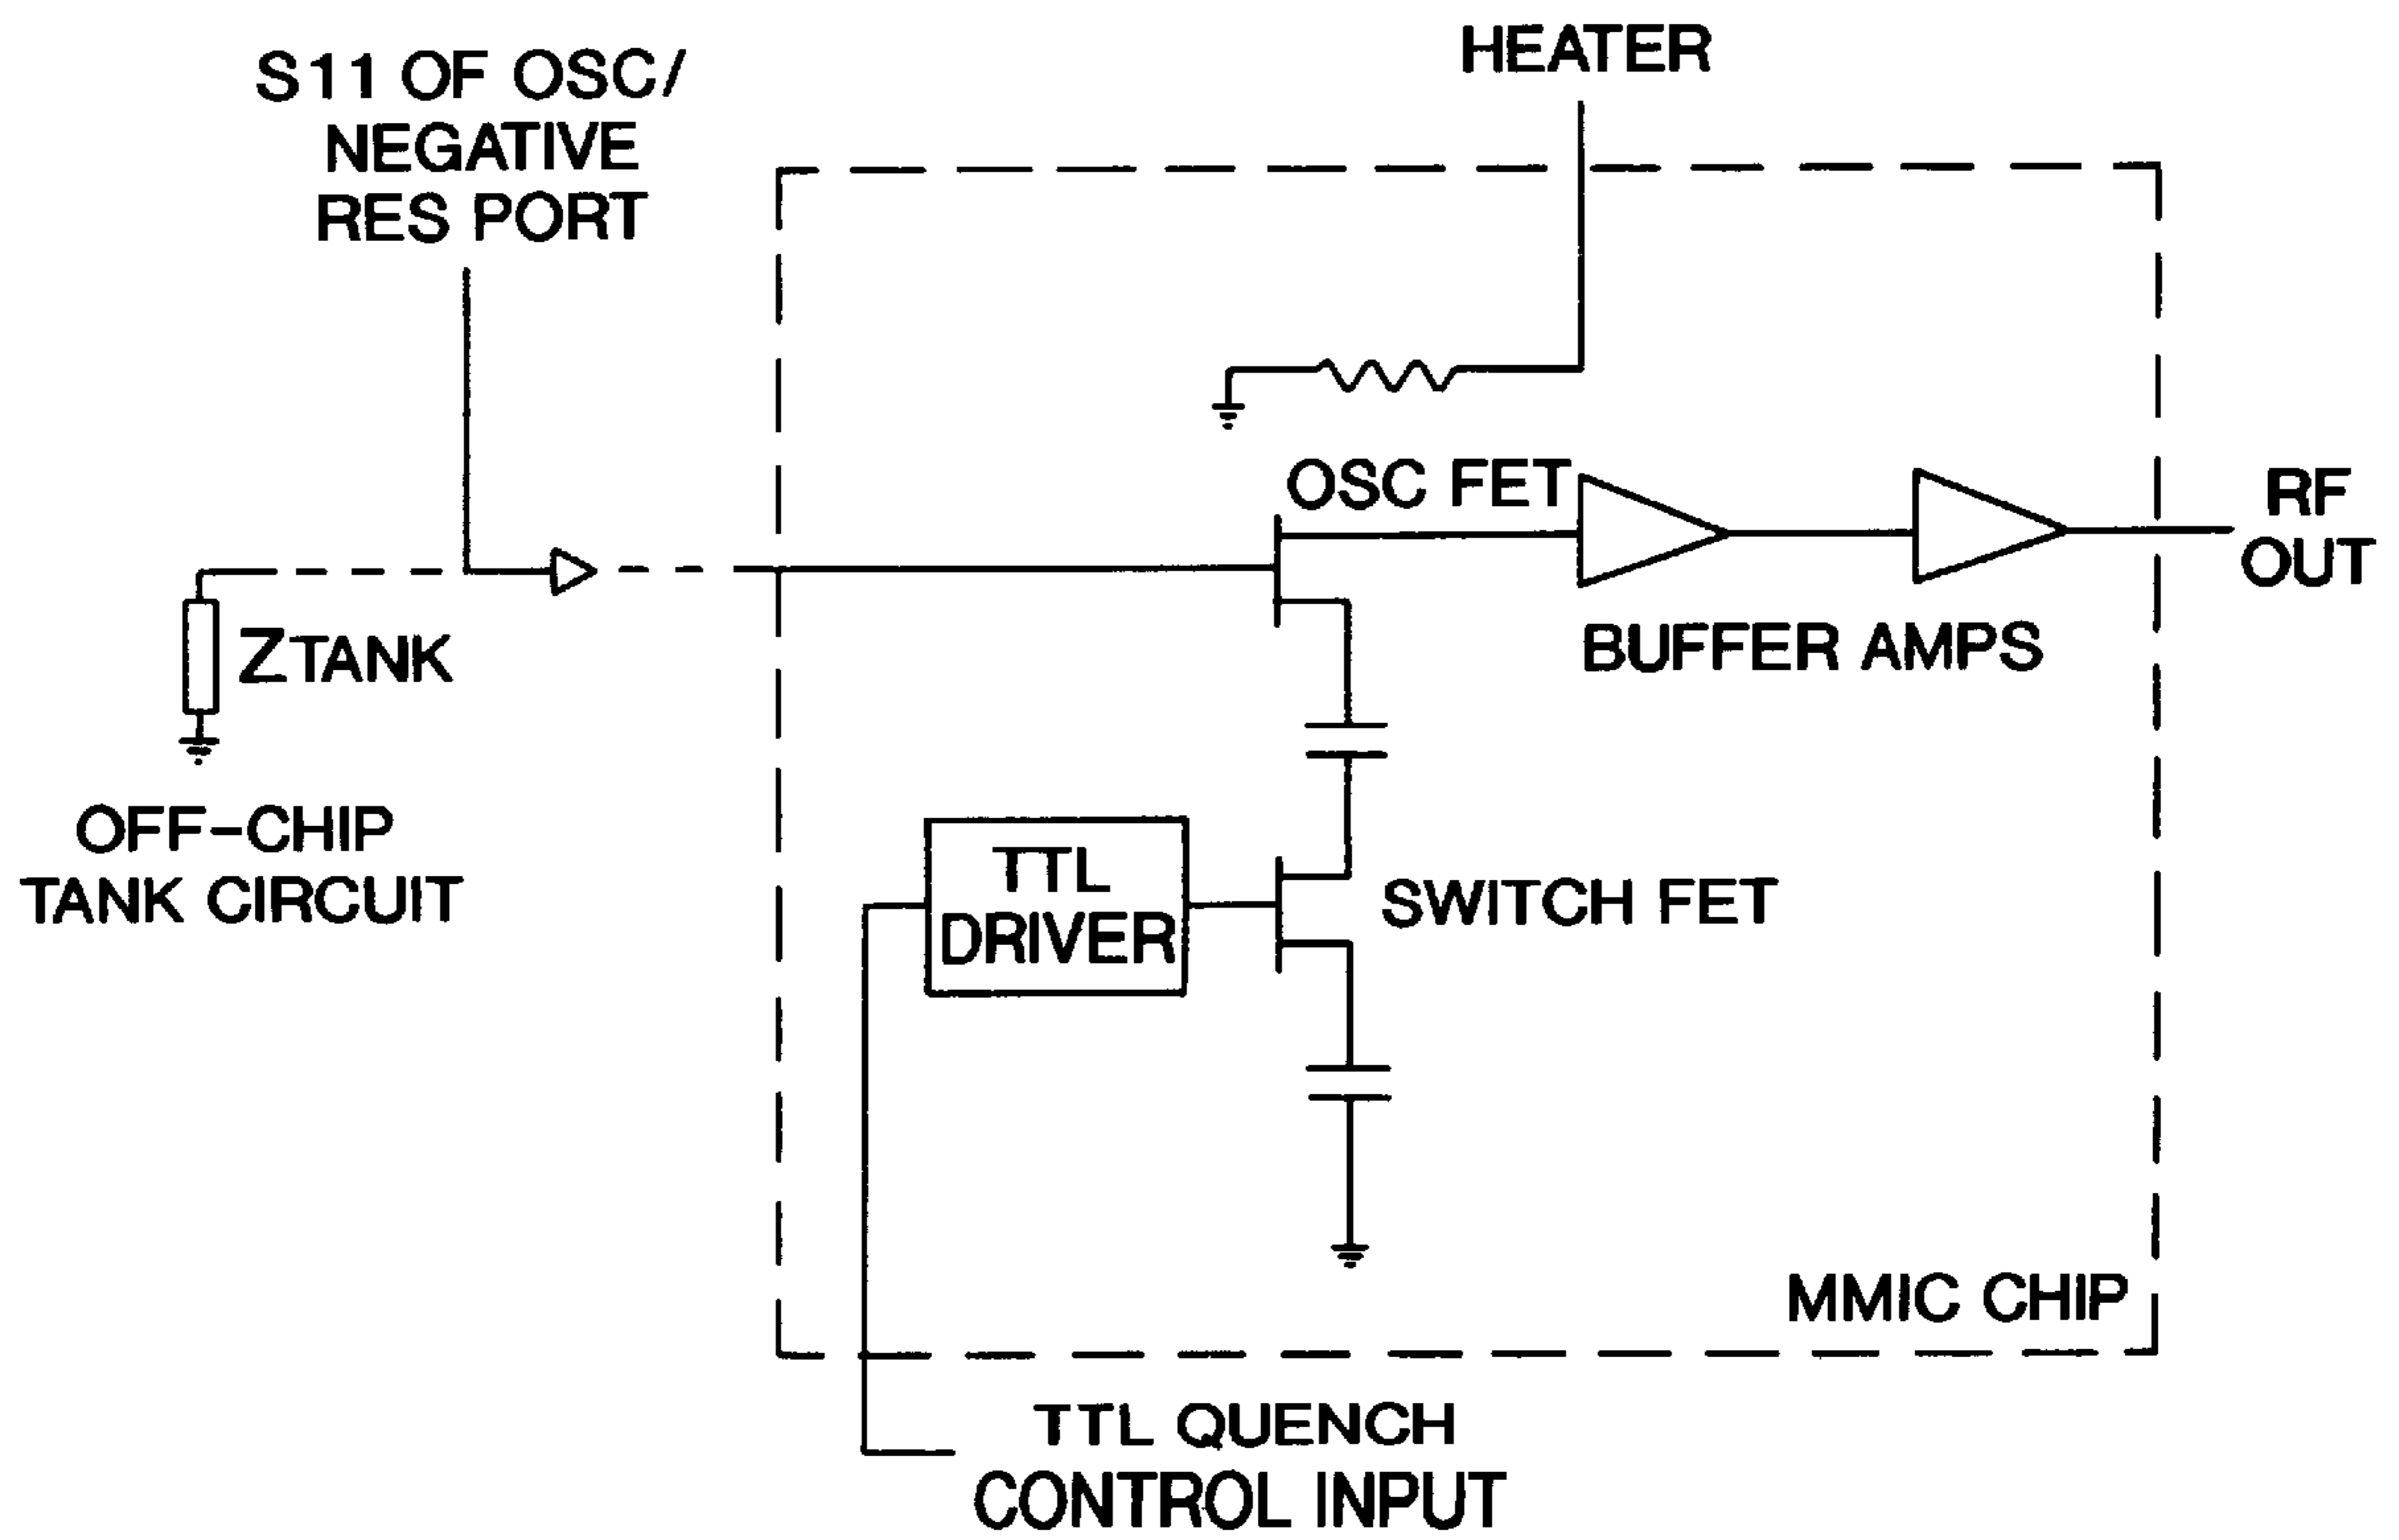 S11 OF OSC/
NEGATIVE
RES PORT
HEATER
OSC FET
RF
OUT
BUFFER AMPS
ZTANK
OFF-CHIP
TANK CIRCUIT
TTL
DRIVER
SWITCH FET
MMIC CHIP
TTL QUENCH
CONTROL INPUT